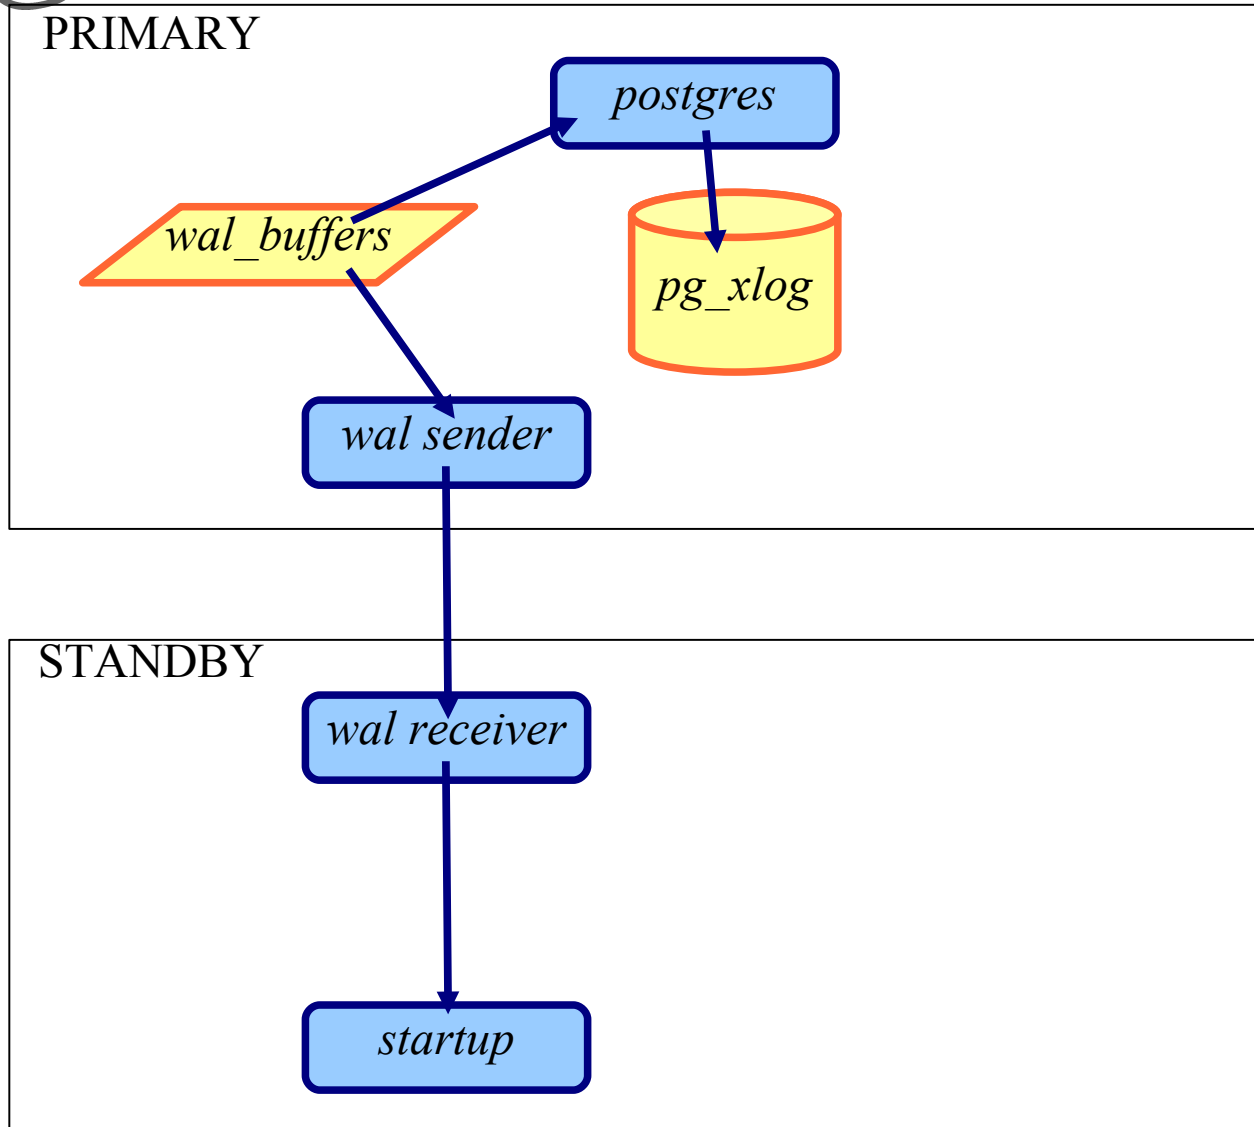 PRIMARY
postgres
wal_buffers
pg_xlog
wal sender
STANDBY
wal receiver
startup